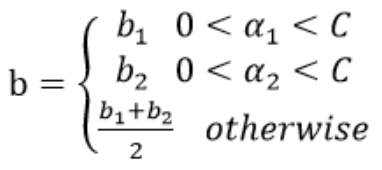 b₁ 0 < α₁ < C
b = { b₂ 0 < α₂ < C
b₁+b₂/2 otherwise